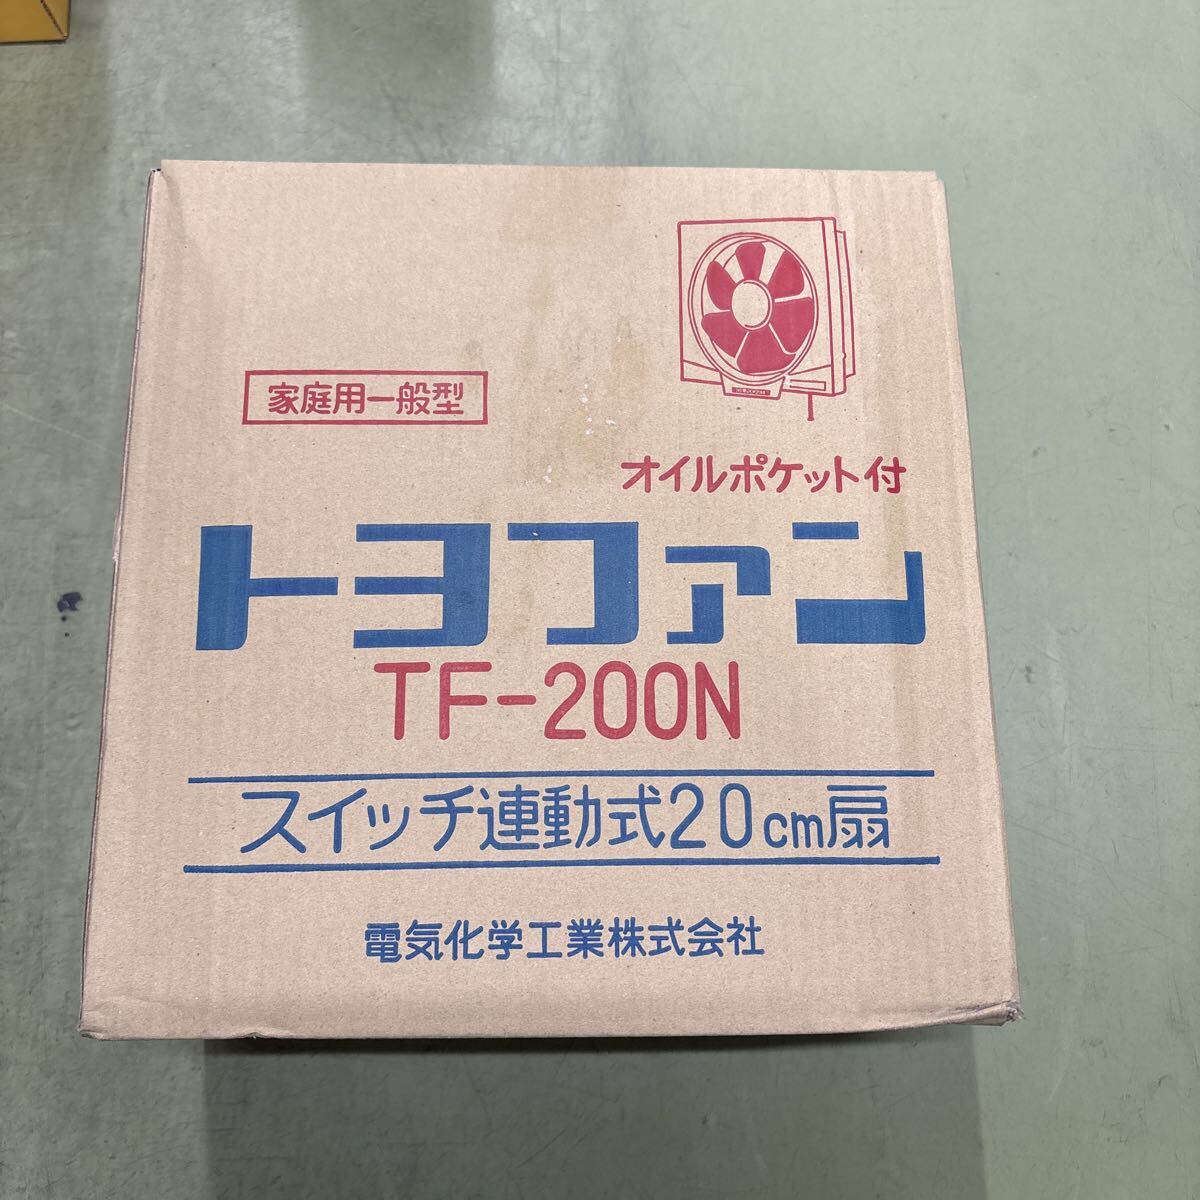 家庭用一般型
オイルポケット付
トヨファン
TF-200N
スイッチ連動式20cm扇
電気化学工業株式会社